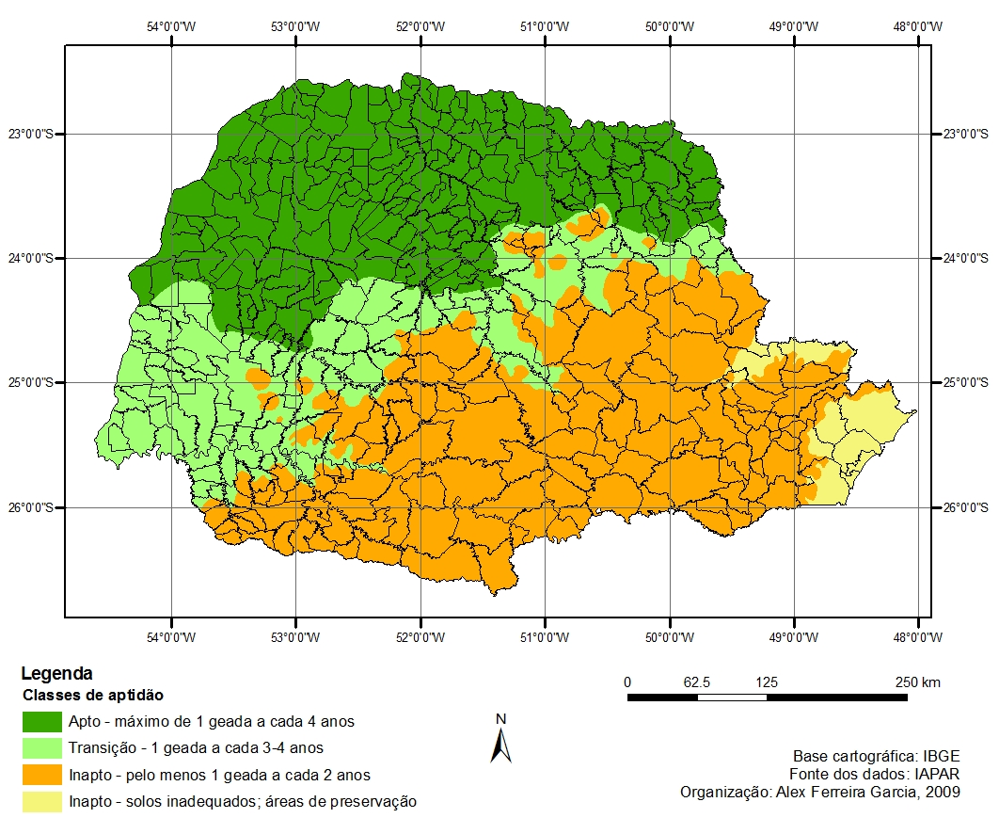 54°0'0"W 53°0'0"W 52°0'0"W 51°0'0"W 50°0'0"W 49°0'0"W 48°0'0"W
23°0'0"S 23°0'0"S
24°0'0"S 24°0'0"S
25°0'0"S 25°0'0"S
26°0'0"S 26°0'0"S
54°0'0"W 53°0'0"W 52°0'0"W 51°0'0"W 50°0'0"W 49°0'0"W 48°0'0"W
Legenda
Classes de aptidão
Apto - máximo de 1 geada a cada 4 anos
Transição - 1 geada a cada 3-4 anos
Inapto - pelo menos 1 geada a cada 2 anos
Inapto - solos inadequados; áreas de preservação
N
0 62.5 125 250 km
Base cartográfica: IBGE
Fonte dos dados: IAPAR
Organização: Alex Ferreira Garcia, 2009